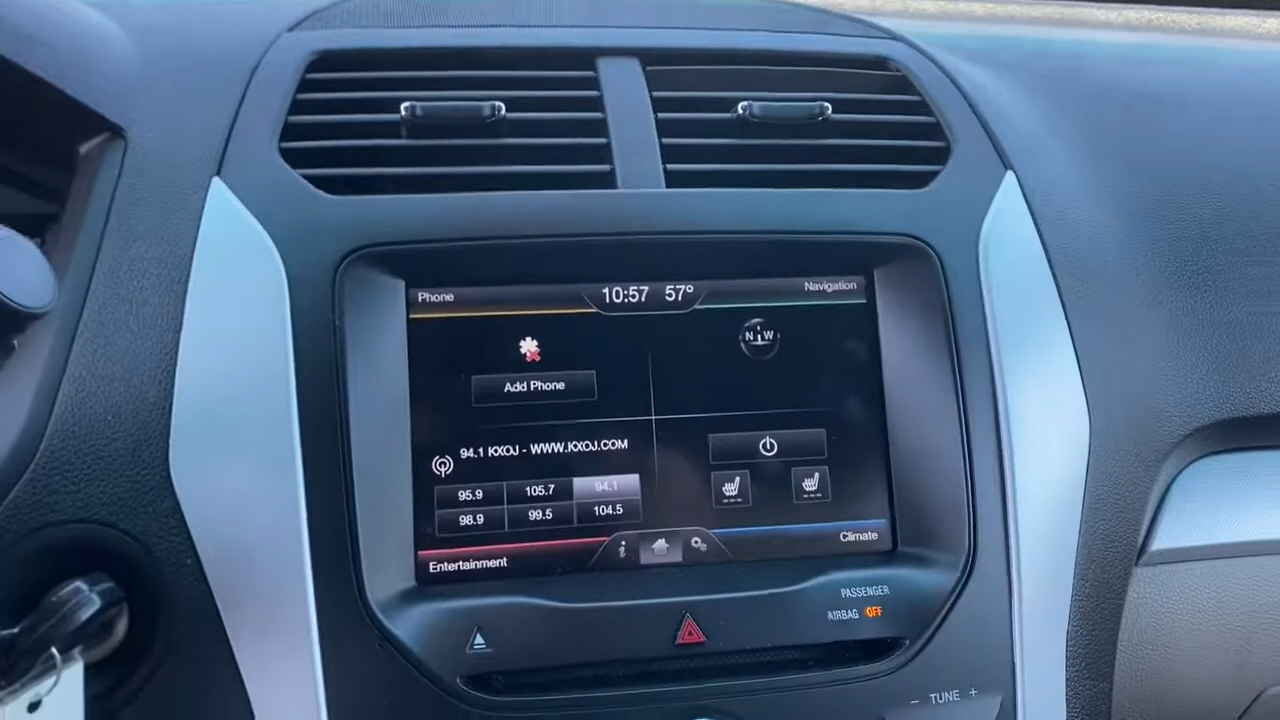 Phone
10:57 57°
Navigation
N W
Add Phone
94.1 KXOJ - WWW.KXOJ.COM
95.9 105.7 94.1
98.9 99.5 104.5
Entertainment
i
Climate
PASSENGER
AIRBAG OFF
- TUNE +